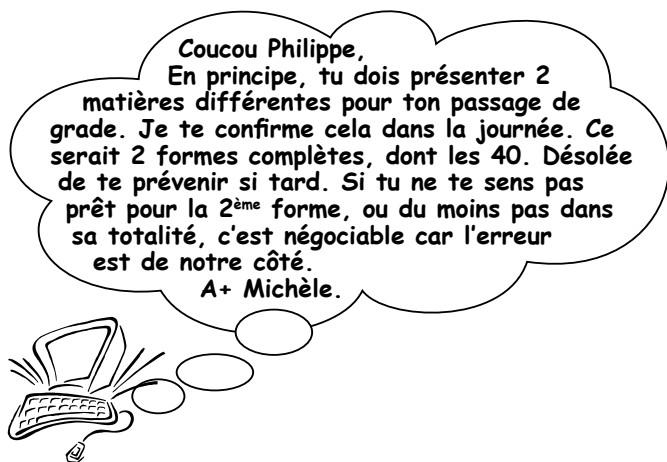 Coucou Philippe,
En principe, tu dois présenter 2
matières différentes pour ton passage de
grade. Je te confirme cela dans la journée. Ce
serait 2 formes complètes, dont les 40. Désolée
de te prévenir si tard. Si tu ne te sens pas
prêt pour la 2ème forme, ou du moins pas dans
sa totalité, c'est négociable car l'erreur
est de notre côté.
A+ Michèle.